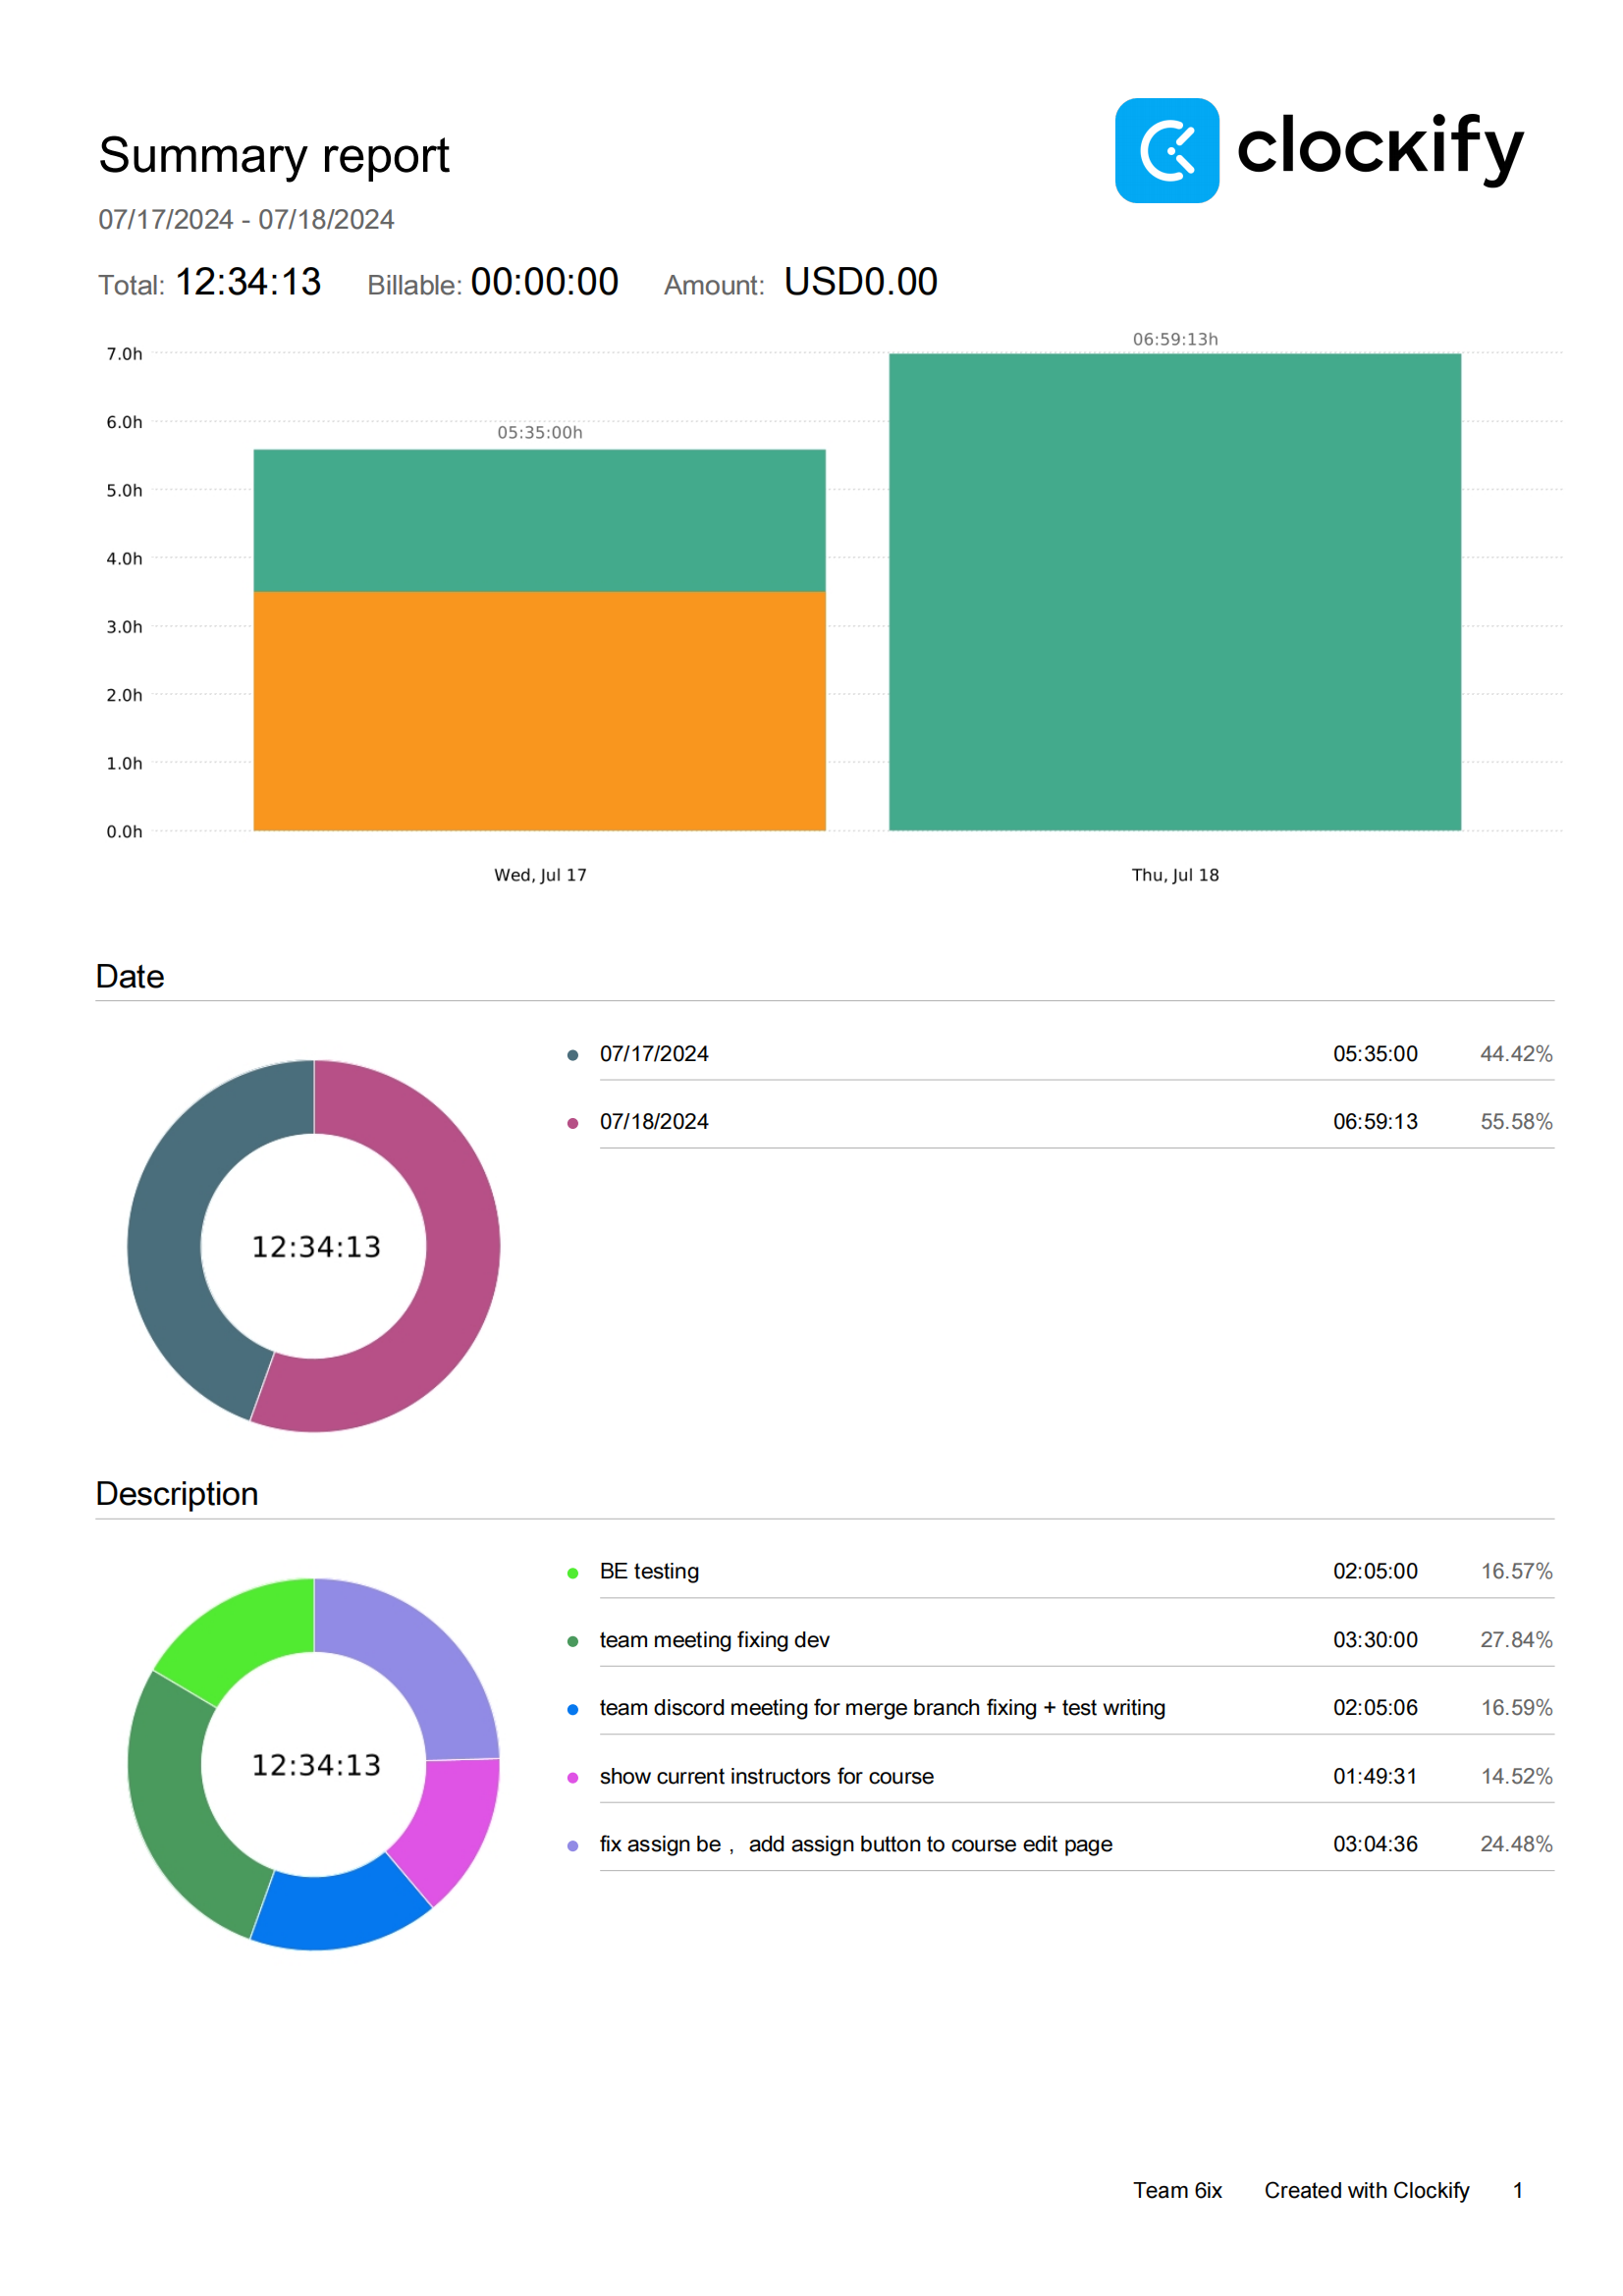 Summary report
clockify
07/17/2024 - 07/18/2024
Total: 12:34:13 Billable: 00:00:00 Amount: USD0.00
06:59:13h
7.0h
6.0h
05:35:00h
5.0h
4.0h
3.0h
2.0h
1.0h
0.0h
Wed, Jul 17 Thu, Jul 18
Date
07/17/2024 05:35:00 44.42%
07/18/2024 06:59:13 55.58%
12:34:13
Description
BE testing 02:05:00 16.57%
team meeting fixing dev 03:30:00 27.84%
team discord meeting for merge branch fixing + test writing 02:05:06 16.59%
12:34:13
show current instructors for course 01:49:31 14.52%
fix assign be ，add assign button to course edit page 03:04:36 24.48%
Team 6ix Created with Clockify 1